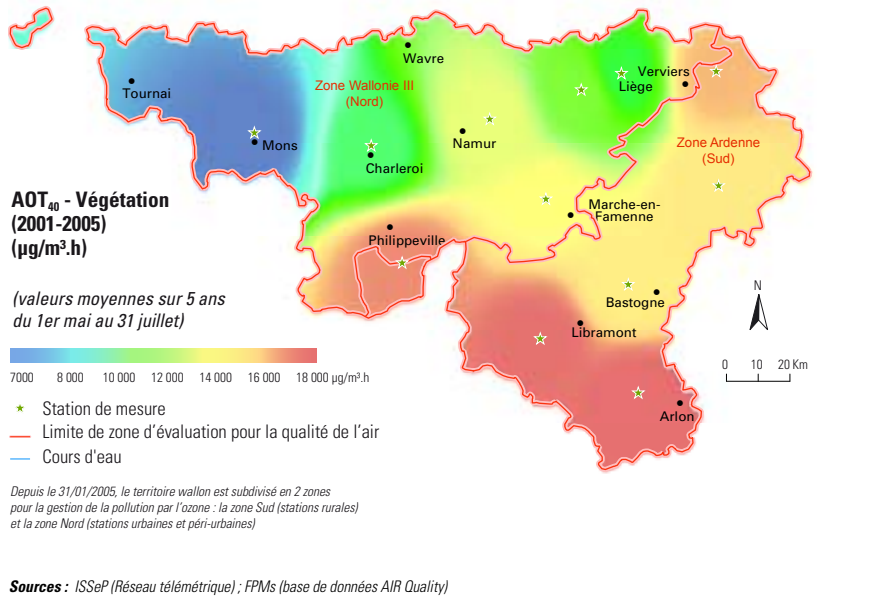 Wavre
Zone Wallonie III
(Nord)
Verviers
Liège
Tournai
Mons
Namur
Charleroi
Zone Ardenne
(Sud)
AOT40 - Végétation
(2001-2005)
(µg/m³.h)
Marche-en-
Famenne
Philippeville
(valeurs moyennes sur 5 ans
du 1er mai au 31 juillet)
Bastogne
Libramont
N
7000 8 000 10 000 12 000 14 000 16 000 18 000 µg/m³.h
0 10 20 Km
Station de mesure
Arlon
Limite de zone d'évaluation pour la qualité de l'air
Cours d'eau
Depuis le 31/01/2005, le territoire wallon est subdivisé en 2 zones
pour la gestion de la pollution par l'ozone : la zone Sud (stations rurales)
et la zone Nord (stations urbaines et péri-urbaines)
Sources : ISSeP (Réseau télémétrique) ; FPMs (base de données AIR Quality)